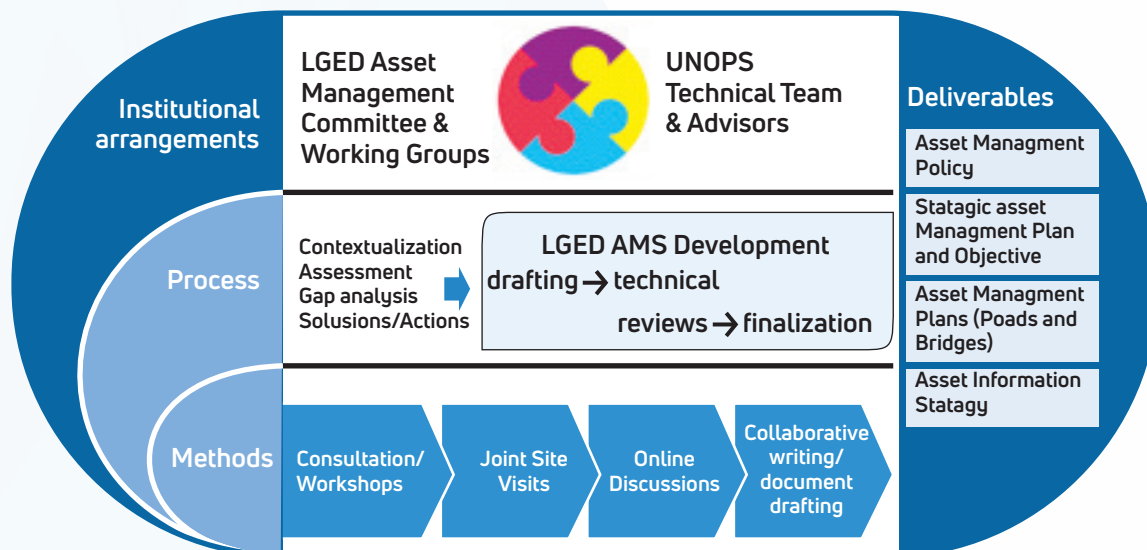 Institutional
arrangements
LGED Asset
Management
Committee &
Working Groups
UNOPS
Technical Team
& Advisors
Process
Contextualization
Assessment
Gap analysis
Solusions/Actions
LGED AMS Development
drafting → technical
reviews → finalization
Methods
Consultation/
Workshops
Joint Site
Visits
Online
Discussions
Collaborative
writing/
document
drafting
Deliverables
Asset Managment
Policy
Statagic asset
Managment Plan
and Objective
Asset Managment
Plans (Poads and
Bridges)
Asset Information
Statagy